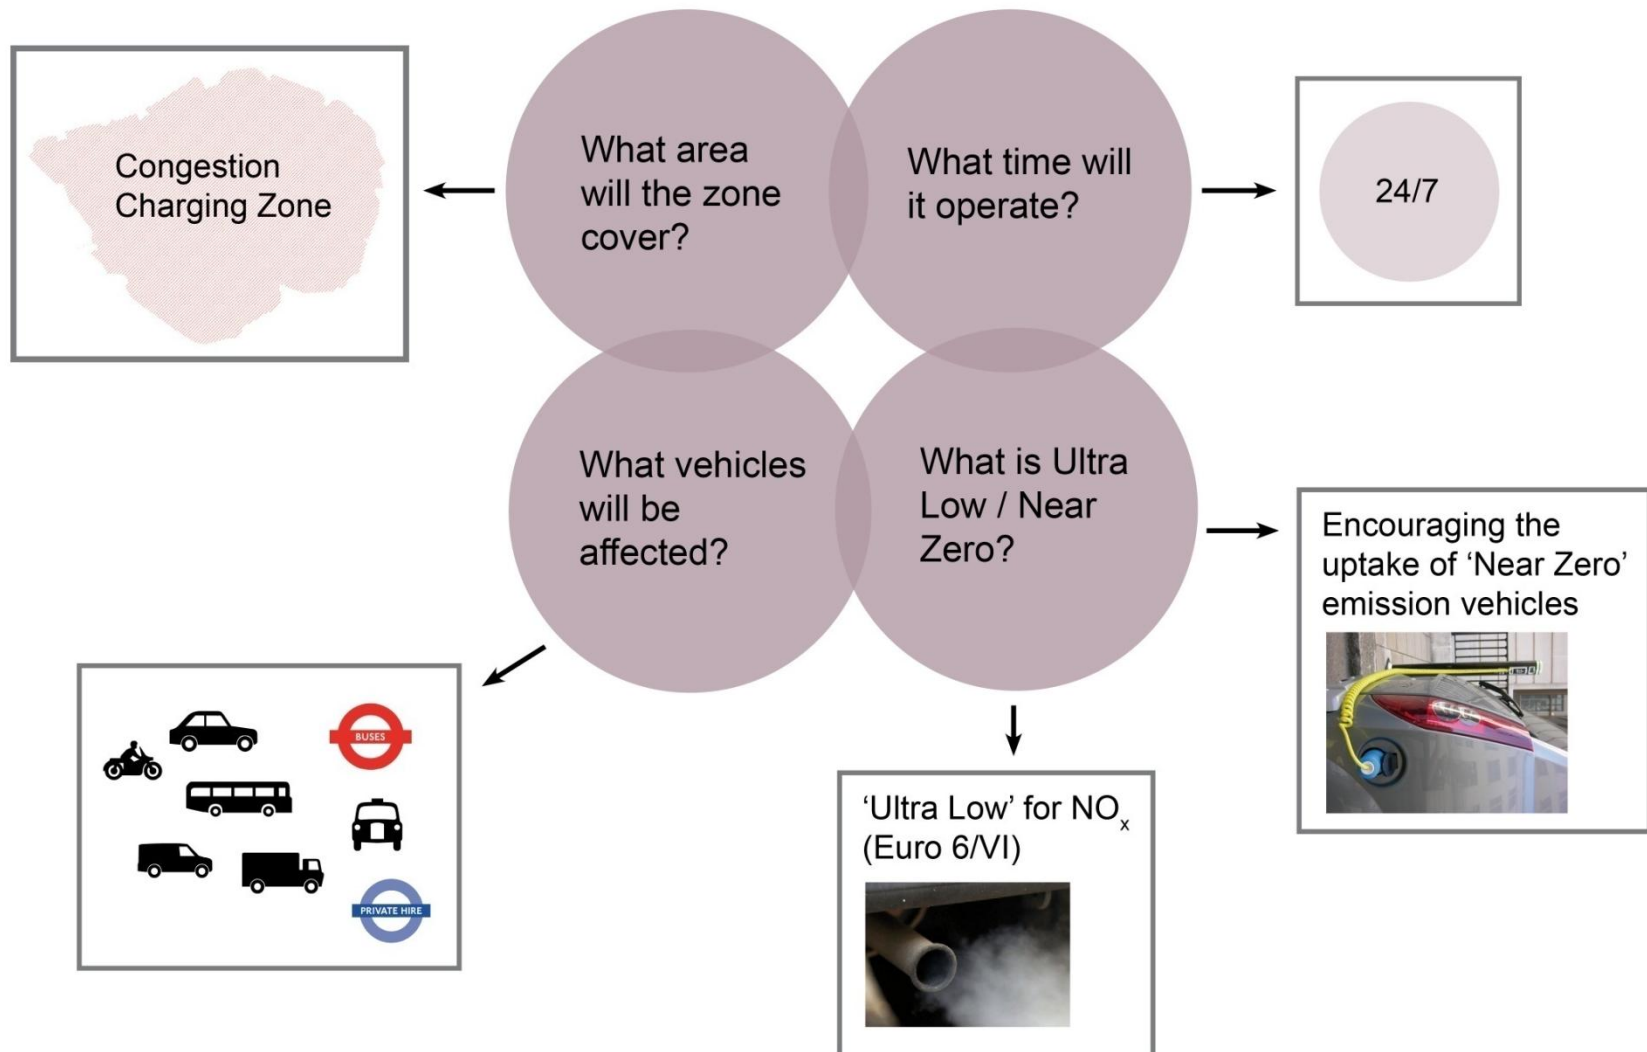 Congestion
Charging Zone
What area
will the zone
cover?
What time will
it operate?
24/7
What vehicles
will be
affected?
What is Ultra
Low / Near
Zero?
Encouraging the
uptake of ‘Near Zero’
emission vehicles
BUSES
PRIVATE HIRE
‘Ultra Low’ for NOx
(Euro 6/VI)